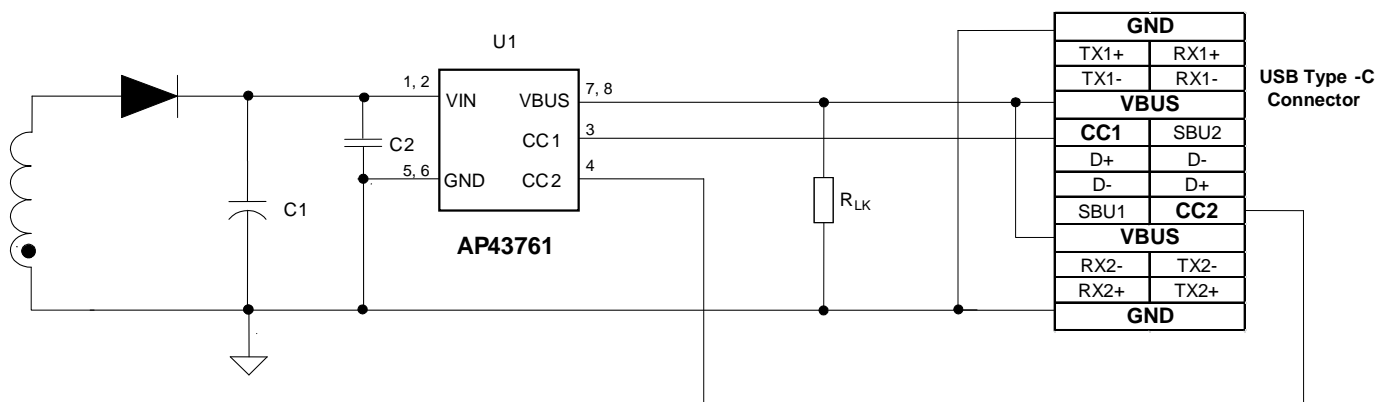 U1
1, 2
VIN
VBUS
7, 8
CC1
3
5, 6
GND
CC2
4
C2
C1
AP43761
RLK
GND
TX1+ RX1+
TX1- RX1-
VBUS
CC1 SBU2
D+ D-
D- D+
SBU1 CC2
VBUS
RX2- TX2-
RX2+ TX2+
GND
USB Type -C
Connector